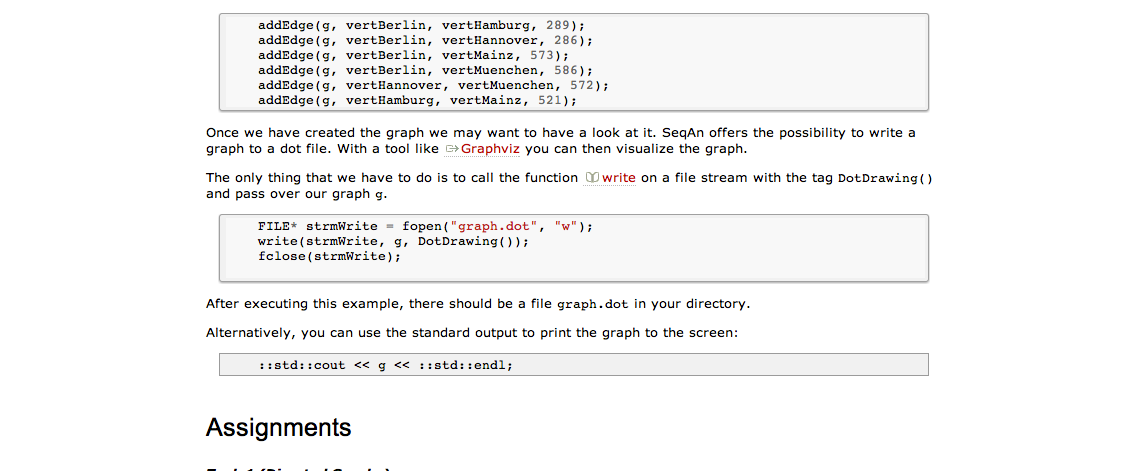 addEdge(g, vertBerlin, vertHamburg, 289);
addEdge(g, vertBerlin, vertHannover, 286);
addEdge(g, vertBerlin, vertMainz, 573);
addEdge(g, vertBerlin, vertMuenchen, 586);
addEdge(g, vertHannover, vertMuenchen, 572);
addEdge(g, vertHamburg, vertMainz, 521);
Once we have created the graph we may want to have a look at it. SeqAn offers the possibility to write a
graph to a dot file. With a tool like Graphviz you can then visualize the graph.
The only thing that we have to do is to call the function write on a file stream with the tag DotDrawing()
and pass over our graph g.
FILE* strmWrite = fopen("graph.dot", "w");
write(strmWrite, g, DotDrawing());
fclose(strmWrite);
After executing this example, there should be a file graph.dot in your directory.
Alternatively, you can use the standard output to print the graph to the screen:
::std::cout << g << ::std::endl;
Assignments